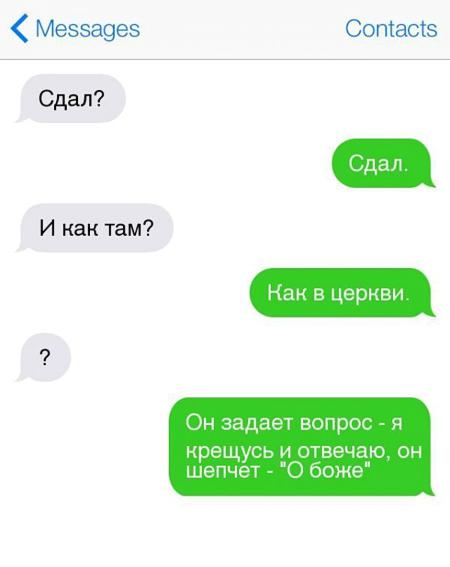 Messages Contacts
Сдал?
Сдал.
И как там?
Как в церкви.
?
Он задает вопрос - я
крещусь и отвечаю, он
шепчет - "О боже"